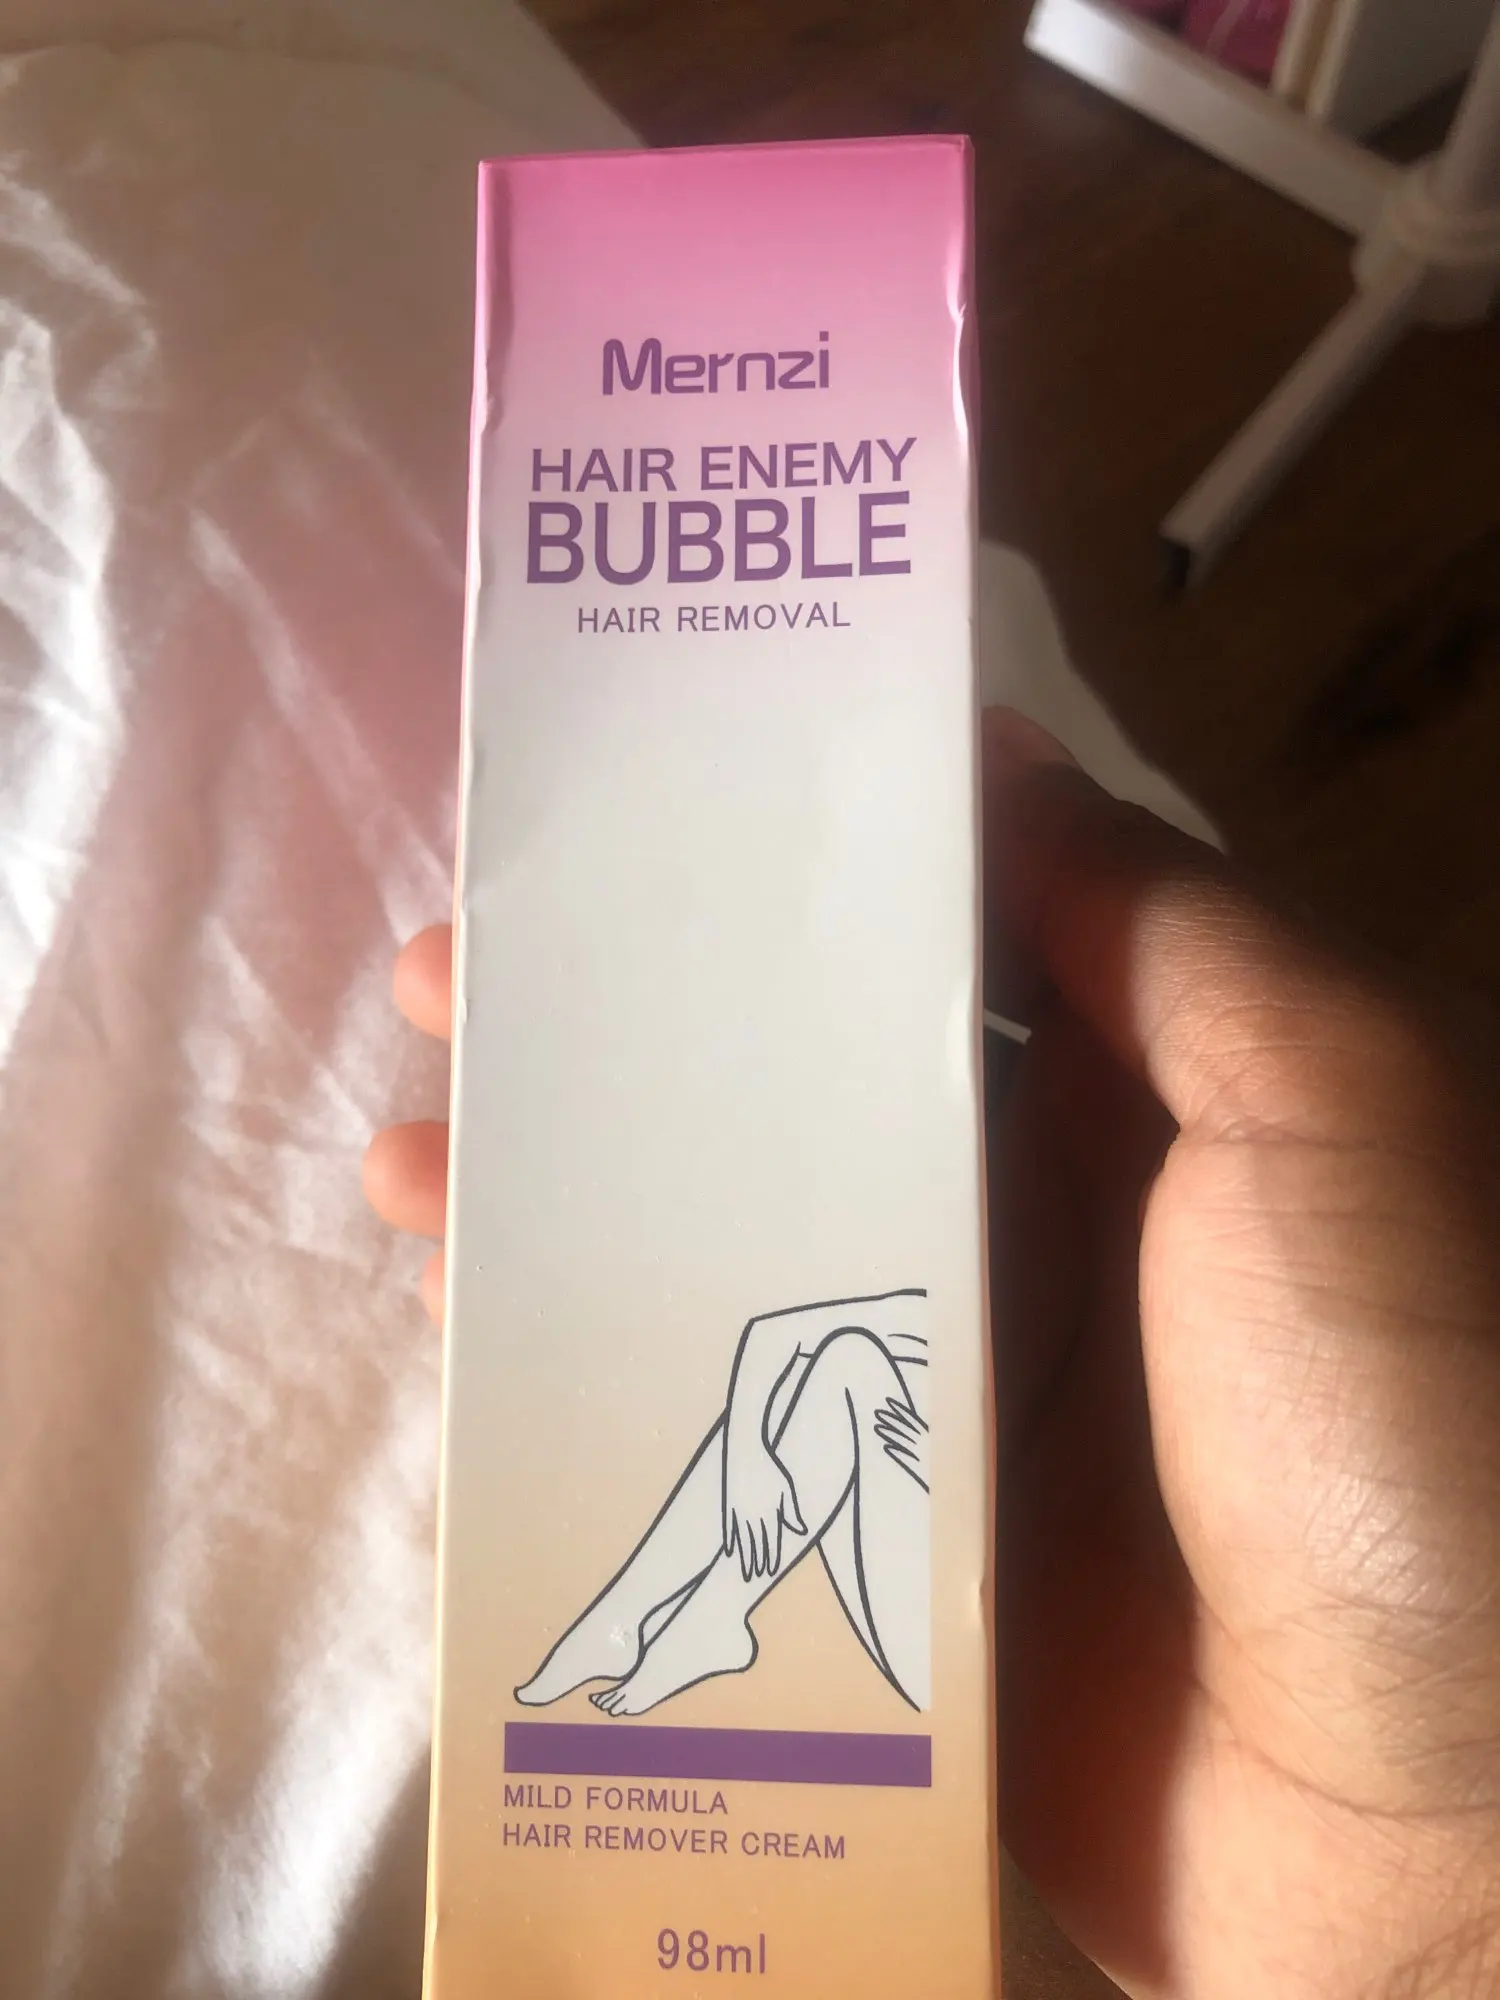 Mernzi
HAIR ENEMY
BUBBLE
HAIR REMOVAL
MILD FORMULA
HAIR REMOVER CREAM
98ml